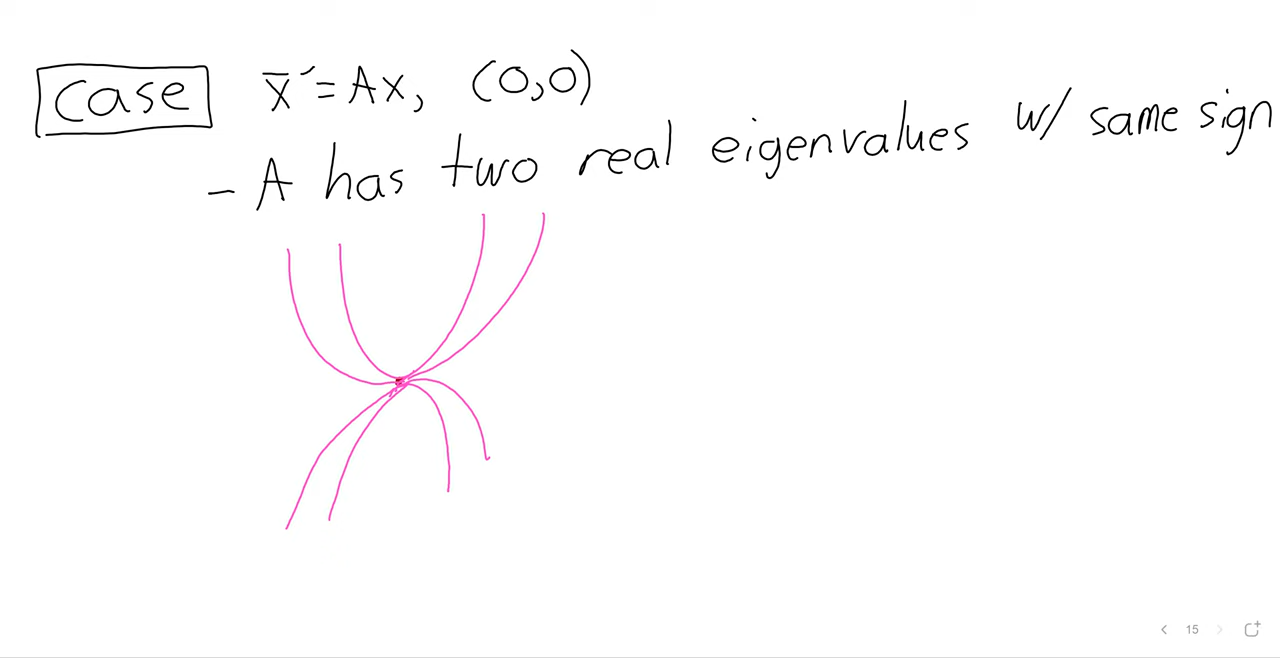 Case x̄' = Ax, (0,0)
- A has two real eigenvalues w/ same sign
15